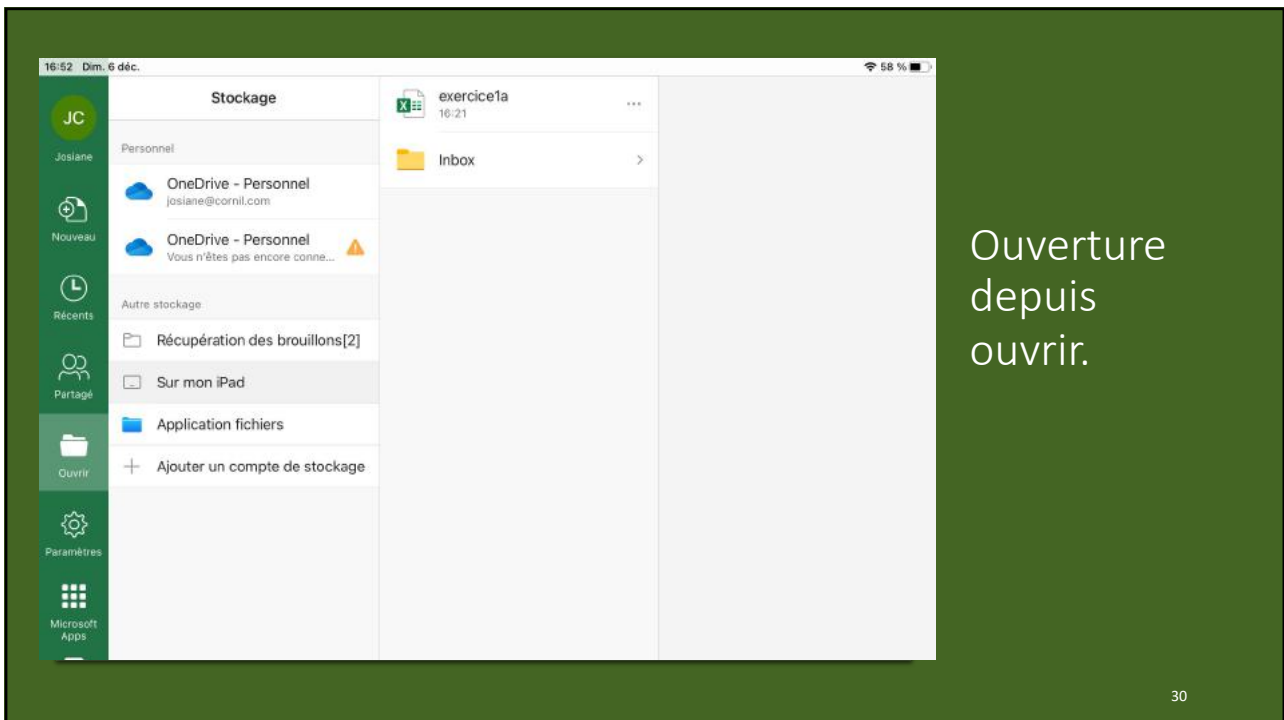 16:52 Dim. 6 déc.
58 %
JC
Josiane
Nouveau
Récents
Partagé
Ouvrir
Paramètres
Microsoft
Apps
Stockage
Personnel
OneDrive - Personnel
josiane@cornil.com
OneDrive - Personnel
Vous n'êtes pas encore conne...
Autre stockage
Récupération des brouillons[2]
Sur mon iPad
Application fichiers
Ajouter un compte de stockage
exercice1a
16:21
Inbox
Ouverture
depuis
ouvrir.
30